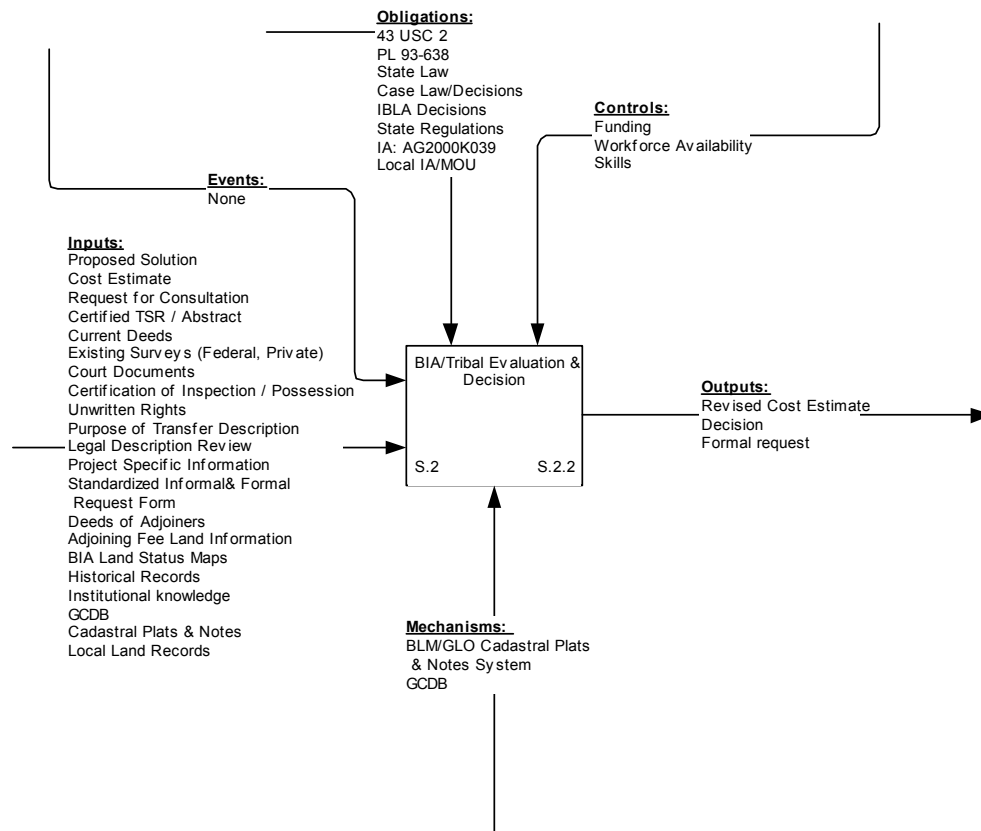 Obligations:
43 USC 2
PL 93-638
State Law
Case Law/Decisions
IBLA Decisions
State Regulations
IA: AG2000K039
Local IA/MOU
Controls:
Funding
Workforce Availability
Skills
Events:
None
Inputs:
Proposed Solution
Cost Estimate
Request for Consultation
Certified TSR / Abstract
Current Deeds
Existing Surveys (Federal, Private)
Court Documents
Certification of Inspection / Possession
Unwritten Rights
Purpose of Transfer Description
Legal Description Review
Project Specific Information
Standardized Informal& Formal
Request Form
Deeds of Adjoiners
Adjoining Fee Land Information
BIA Land Status Maps
Historical Records
Institutional knowledge
GCDB
Cadastral Plats & Notes
Local Land Records
BIA/Tribal Evaluation &
Decision
S.2 S.2.2
Outputs:
Revised Cost Estimate
Decision
Formal request
Mechanisms:
BLM/GLO Cadastral Plats
& Notes System
GCDB